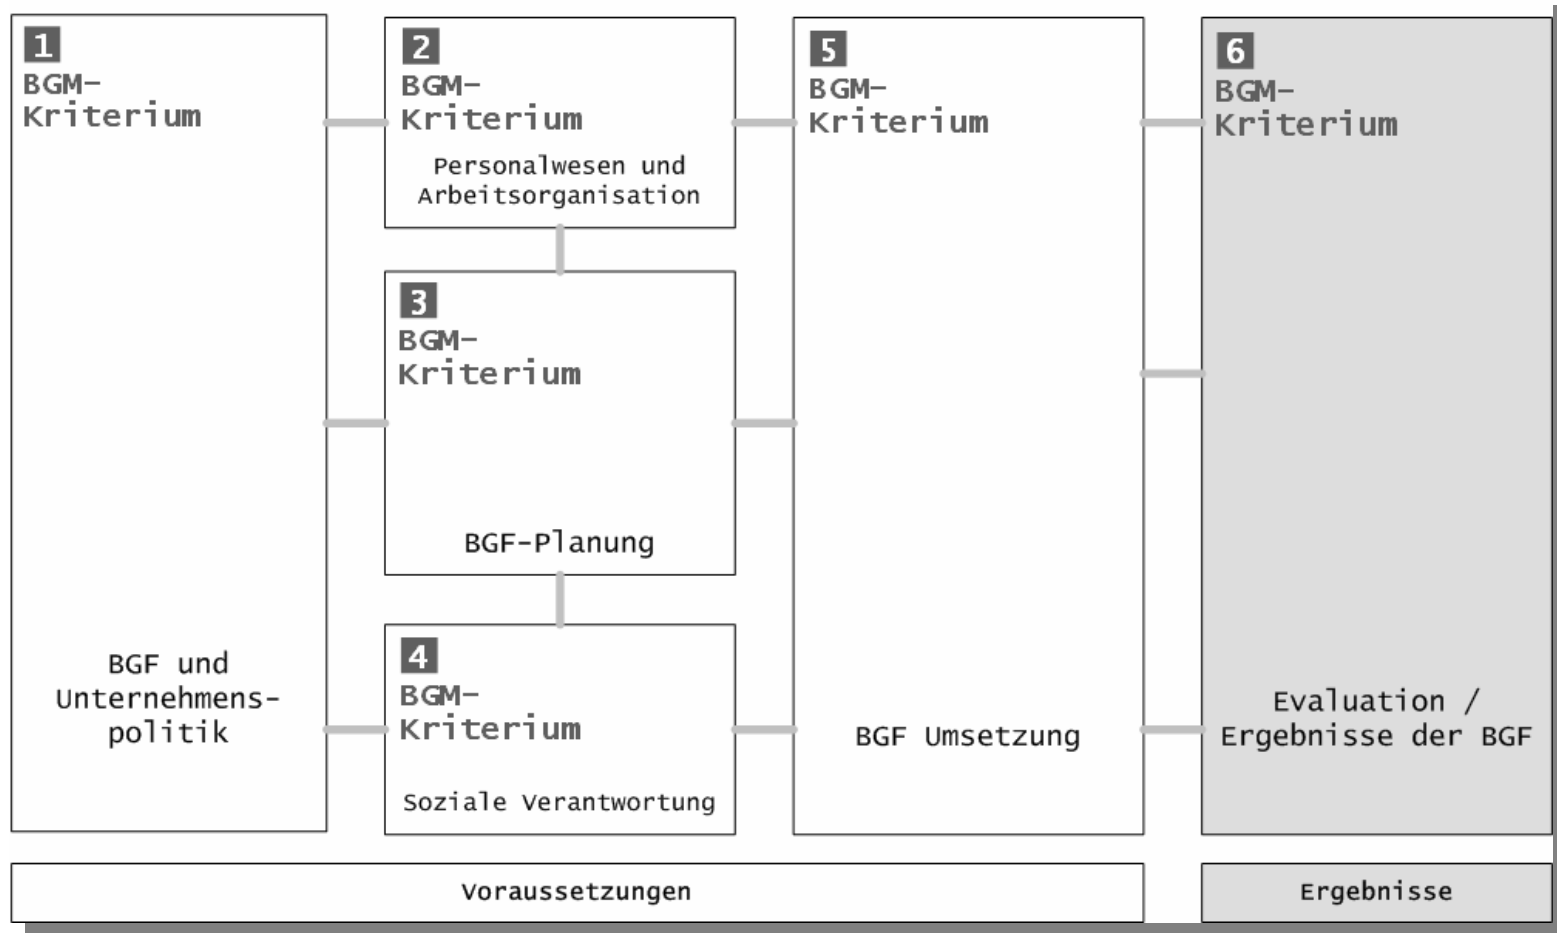 1
BGM-
Kriterium
BGF und
Unternehmens-
politik
2
BGM-
Kriterium
Personalwesen und
Arbeitsorganisation
3
BGM-
Kriterium
BGF-Planung
4
BGM-
Kriterium
Soziale Verantwortung
5
BGM-
Kriterium
BGF Umsetzung
6
BGM-
Kriterium
Evaluation /
Ergebnisse der BGF
Voraussetzungen
Ergebnisse